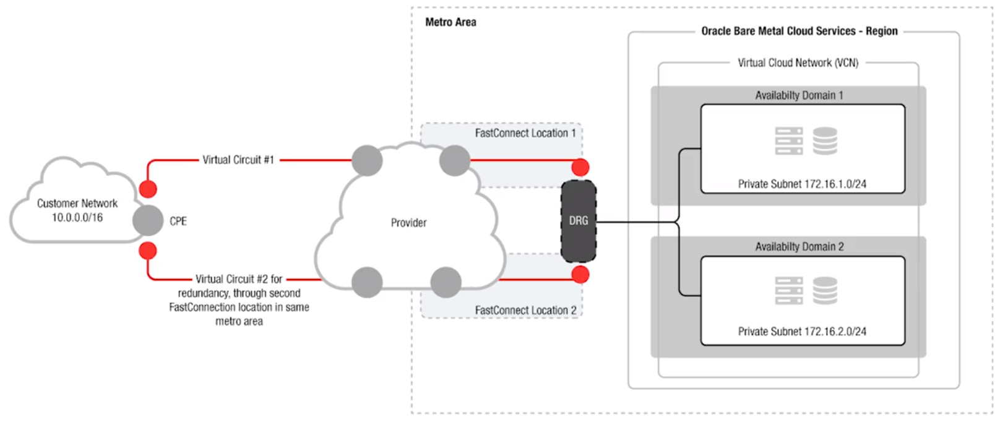 Metro Area
Oracle Bare Metal Cloud Services - Region
Virtual Cloud Network (VCN)
Availabilty Domain 1
Private Subnet 172.16.1.0/24
FastConnect Location 1
Virtual Circuit #1
Customer Network
10.0.0.0/16
CPE
Provider
DRG
Availabilty Domain 2
Private Subnet 172.16.2.0/24
Virtual Circuit #2 for
redundancy, through second
FastConnection location in same
metro area
FastConnect Location 2